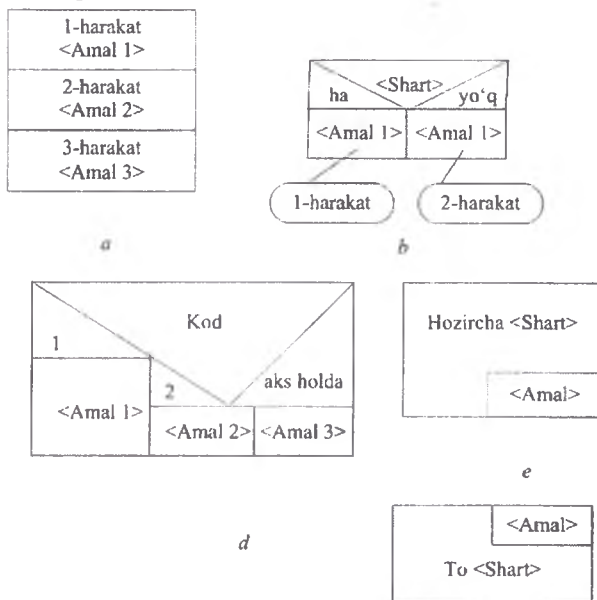 1-harakat
<Amal 1>
2-harakat
<Amal 2>
3-harakat
<Amal 3>
a
<Shart>
ha
yo‘q
<Amal 1>
<Amal 1>
1-harakat
2-harakat
b
Kod
1
2
aks holda
<Amal 1>
<Amal 2>
<Amal 3>
d
Hozircha <Shart>
<Amal>
e
<Amal>
To <Shart>